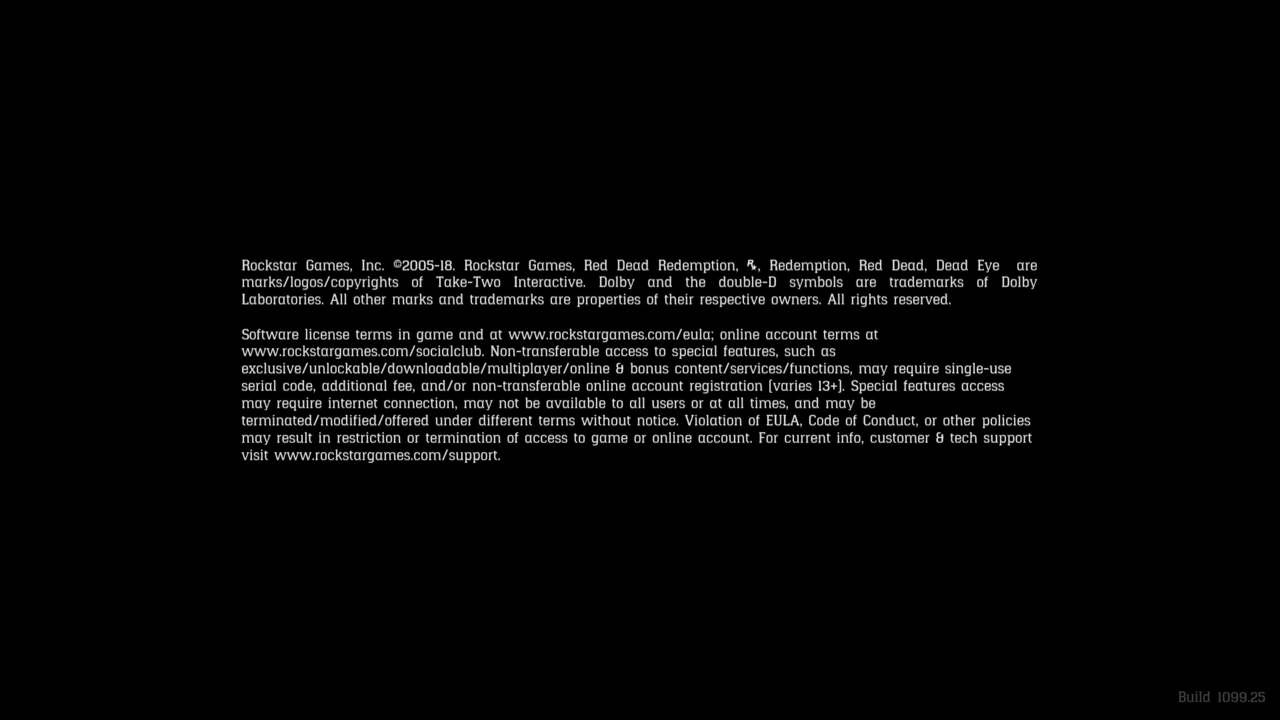 Rockstar Games, Inc. ©2005-18. Rockstar Games, Red Dead Redemption, R★, Redemption, Red Dead, Dead Eye are
marks/logos/copyrights of Take-Two Interactive. Dolby and the double-D symbols are trademarks of Dolby
Laboratories. All other marks and trademarks are properties of their respective owners. All rights reserved.
Software license terms in game and at www.rockstargames.com/eula; online account terms at
www.rockstargames.com/socialclub. Non-transferable access to special features, such as
exclusive/unlockable/downloadable/multiplayer/online & bonus content/services/functions, may require single-use
serial code, additional fee, and/or non-transferable online account registration (varies 13+). Special features access
may require internet connection, may not be available to all users or at all times, and may be
terminated/modified/offered under different terms without notice. Violation of EULA, Code of Conduct, or other policies
may result in restriction or termination of access to game or online account. For current info, customer & tech support
visit www.rockstargames.com/support.
Build 1099.25